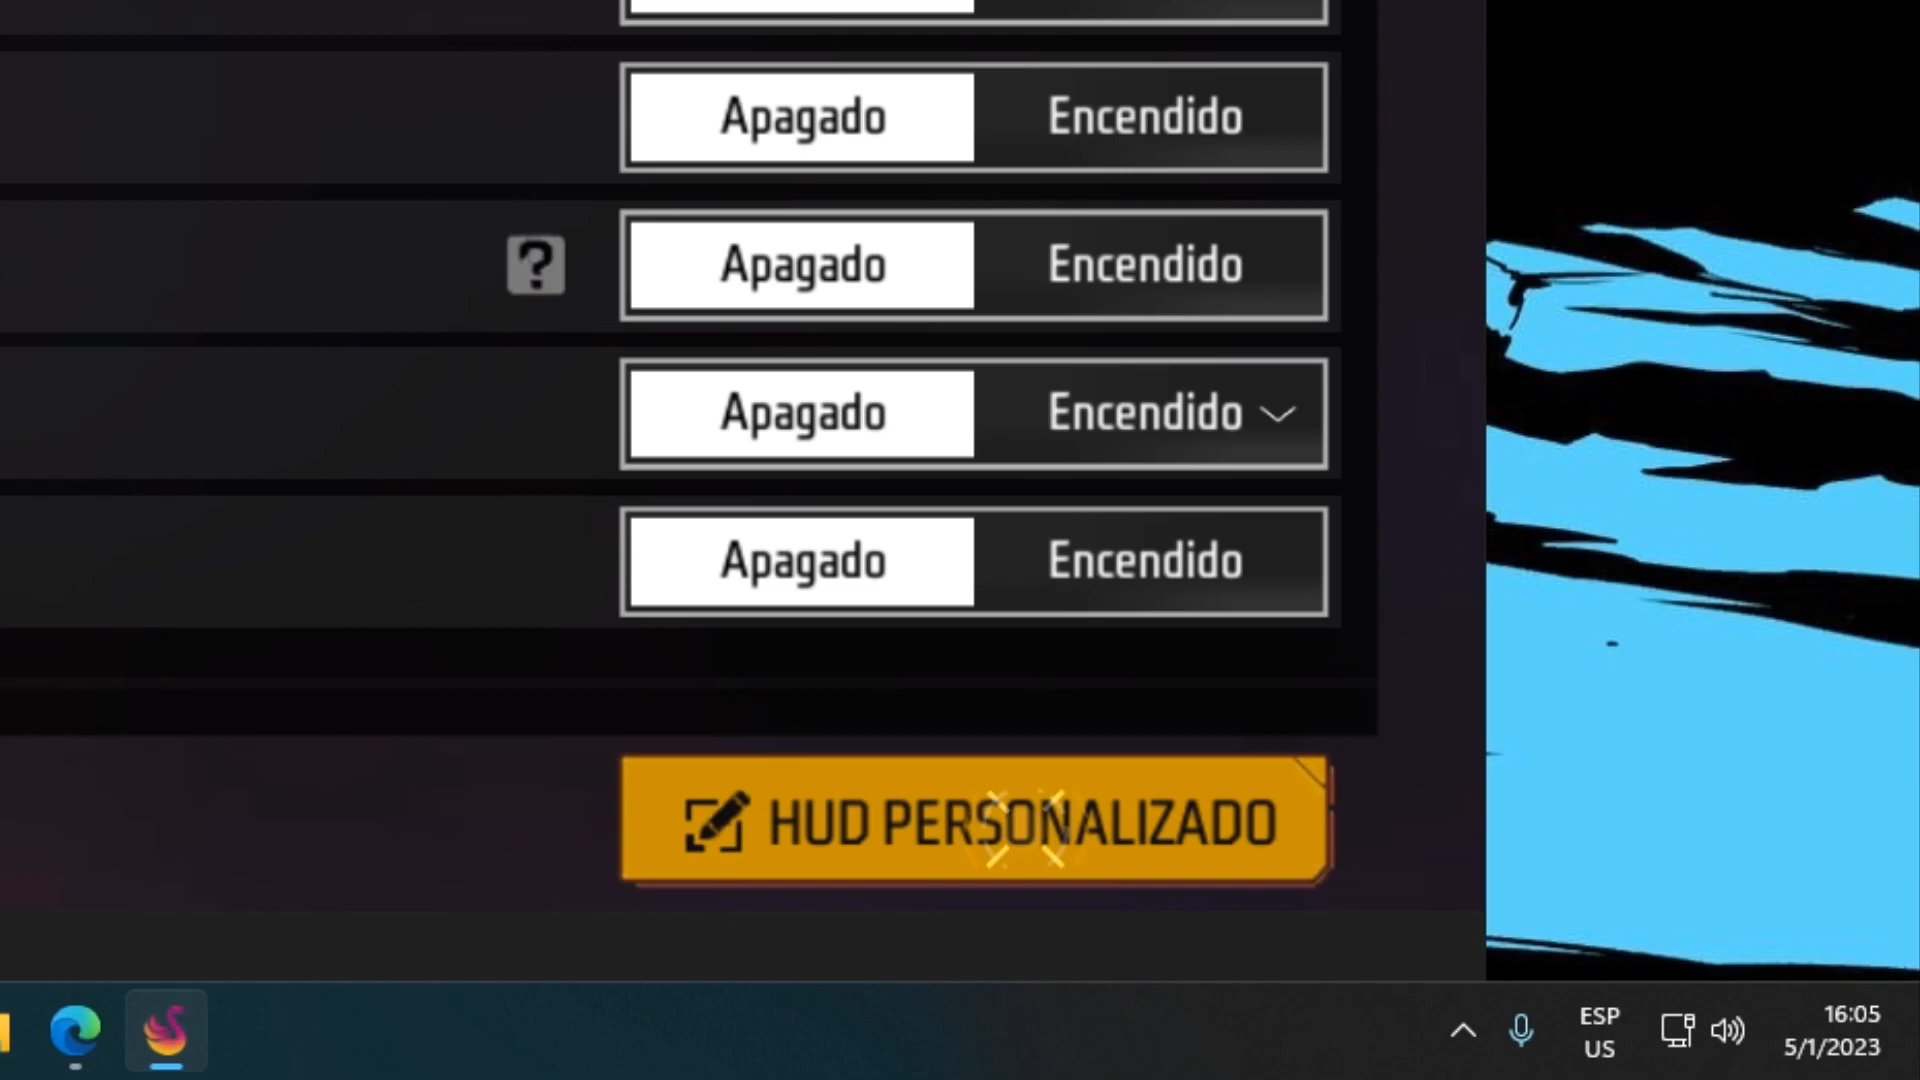 Apagado Encendido
? Apagado Encendido
Apagado Encendido
Apagado Encendido
HUD PERSONALIZADO
ESP
US
16:05
5/1/2023